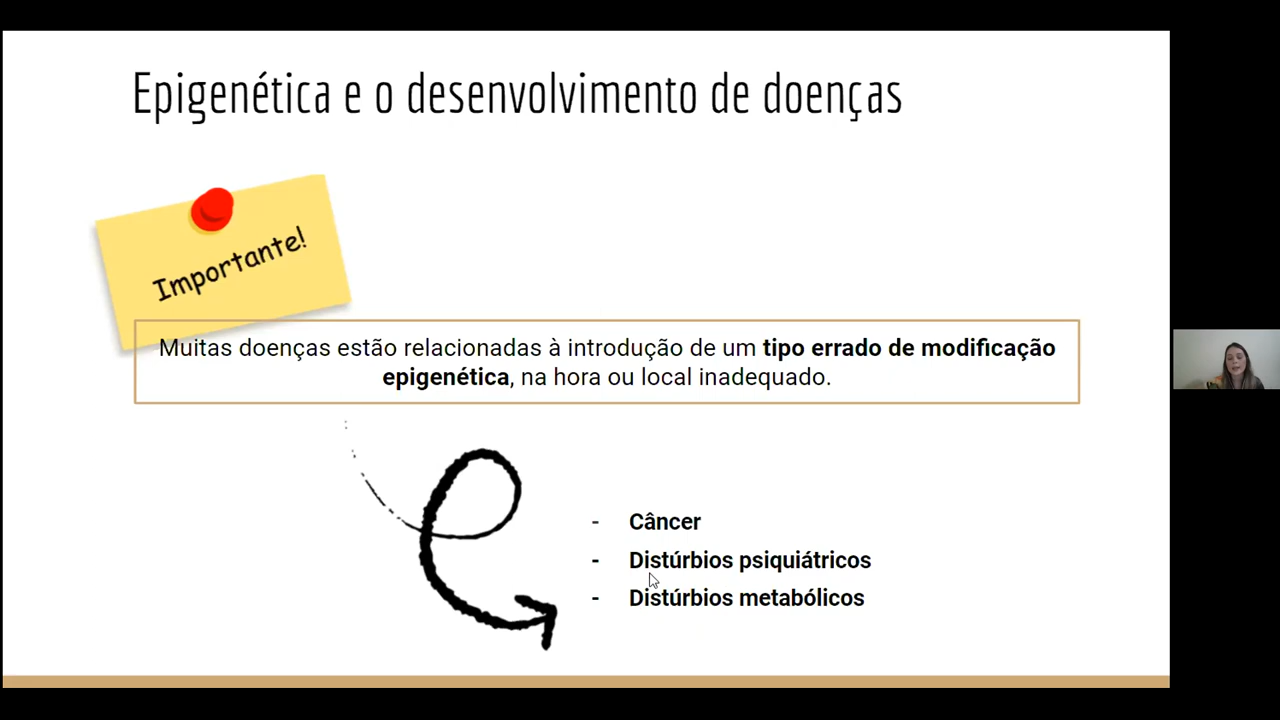 Epigenética e o desenvolvimento de doenças
Importante!
Muitas doenças estão relacionadas à introdução de um tipo errado de modificação
epigenética, na hora ou local inadequado.
- Câncer
- Distúrbios psiquiátricos
- Distúrbios metabólicos